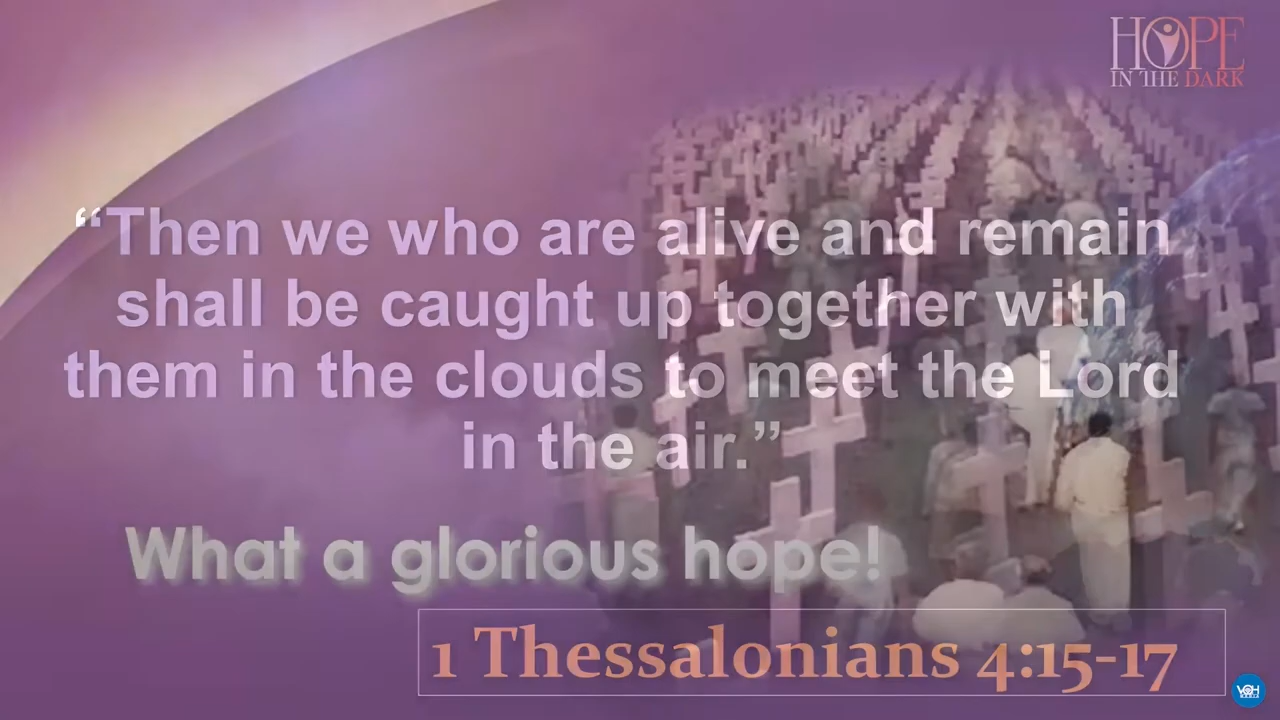 HOPE
IN THE DARK
“Then we who are alive and remain
shall be caught up together with
them in the clouds to meet the Lord
in the air.”
What a glorious hope!
1 Thessalonians 4:15-17
VOH